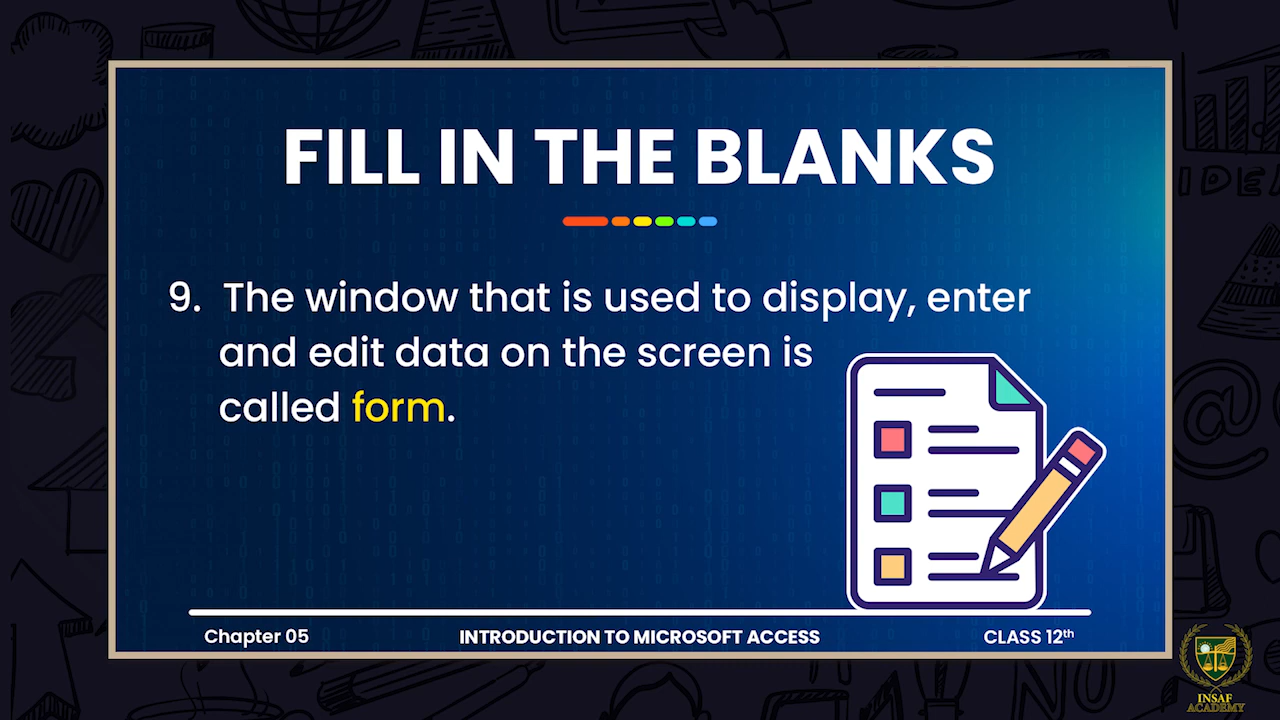 FILL IN THE BLANKS
9. The window that is used to display, enter
and edit data on the screen is
called form.
Chapter 05 INTRODUCTION TO MICROSOFT ACCESS CLASS 12th
IDEA
INSAF
ACADEMY